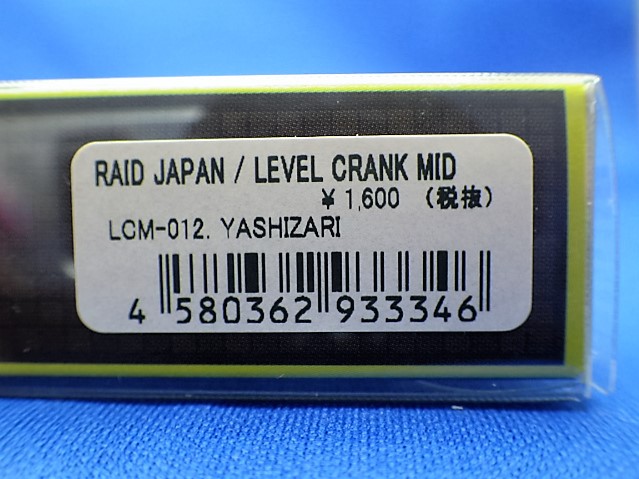 RAID JAPAN / LEVEL CRANK MID
¥ 1,600 (税抜)
LCM-012. YASHIZARI
4 580362 933346